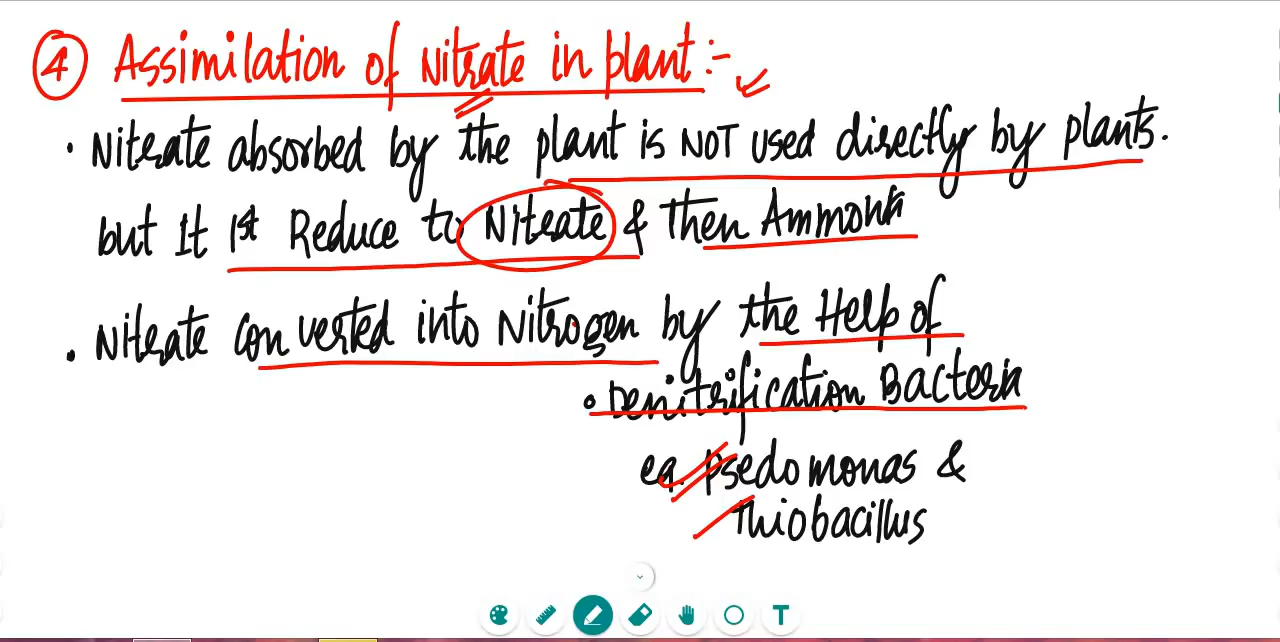 ④ Assimilation of Nitrate in plant :-
• Nitrate absorbed by the plant is NOT used directly by plants.
but It 1st Reduce to Nitrate & Then Ammonia
• Nitrate converted into Nitrogen by the Help of
• Denitrification Bacteria
eg. Psedomonas &
Thiobacillus
T